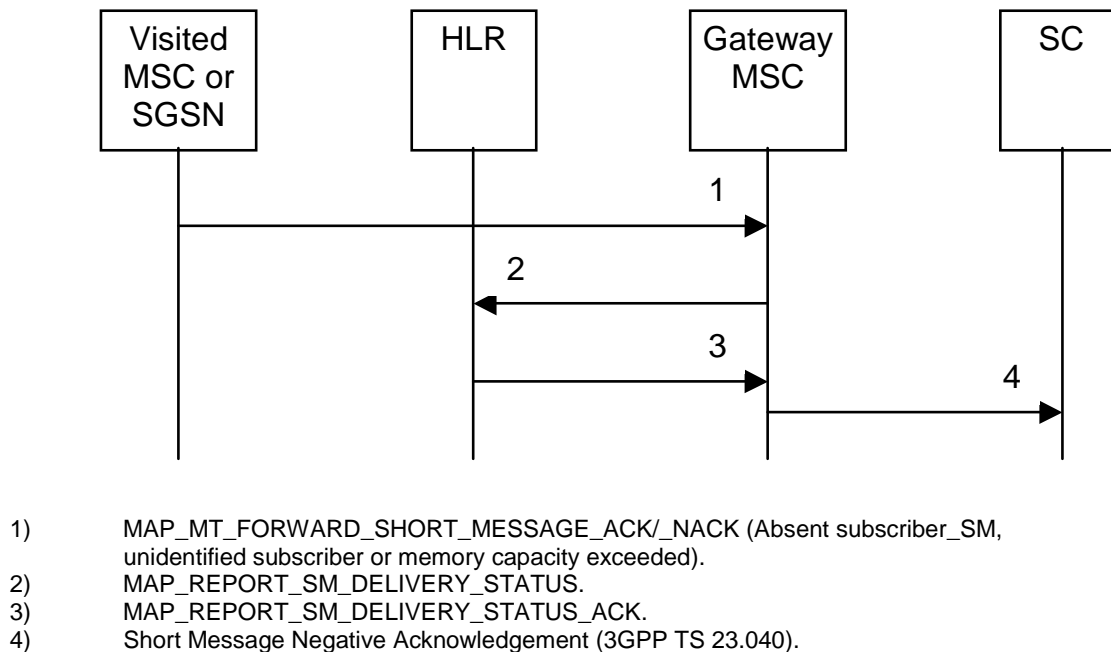 Visited
MSC or
SGSN
HLR
Gateway
MSC
SC
1
2
3
4
1) MAP_MT_FORWARD_SHORT_MESSAGE_ACK/_NACK (Absent subscriber_SM,
unidentified subscriber or memory capacity exceeded).
2) MAP_REPORT_SM_DELIVERY_STATUS.
3) MAP_REPORT_SM_DELIVERY_STATUS_ACK.
4) Short Message Negative Acknowledgement (3GPP TS 23.040).